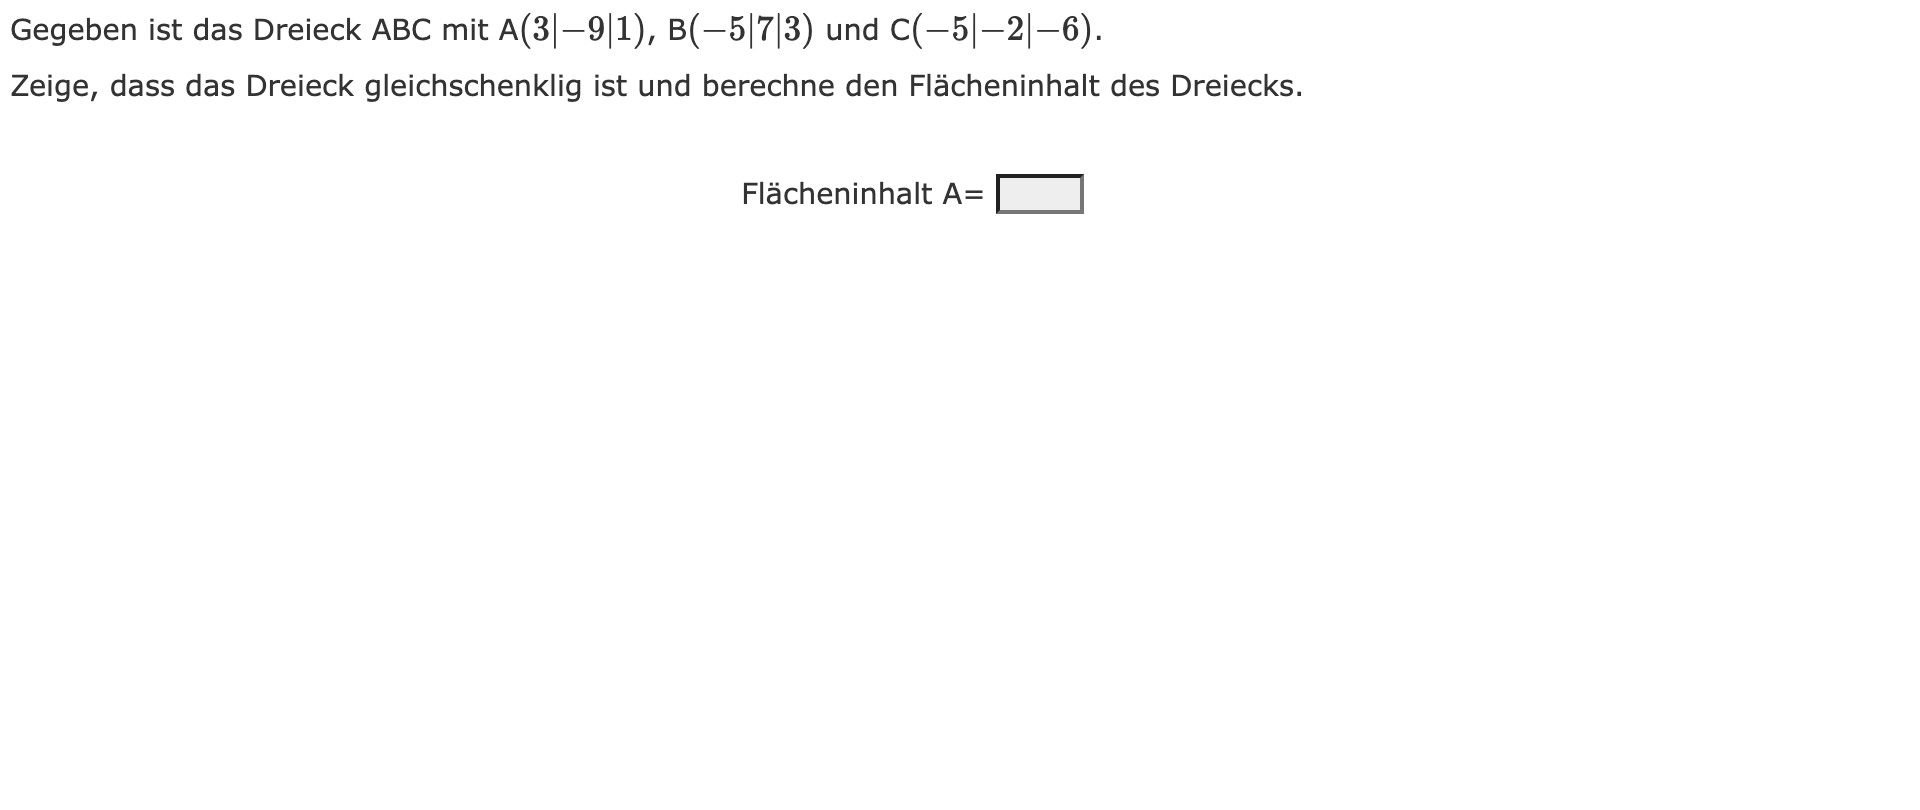 Gegeben ist das Dreieck ABC mit A(3|−9|1), B(−5|7|3) und C(−5|−2|−6).
Zeige, dass das Dreieck gleichschenklig ist und berechne den Flächeninhalt des Dreiecks.
Flächeninhalt A=